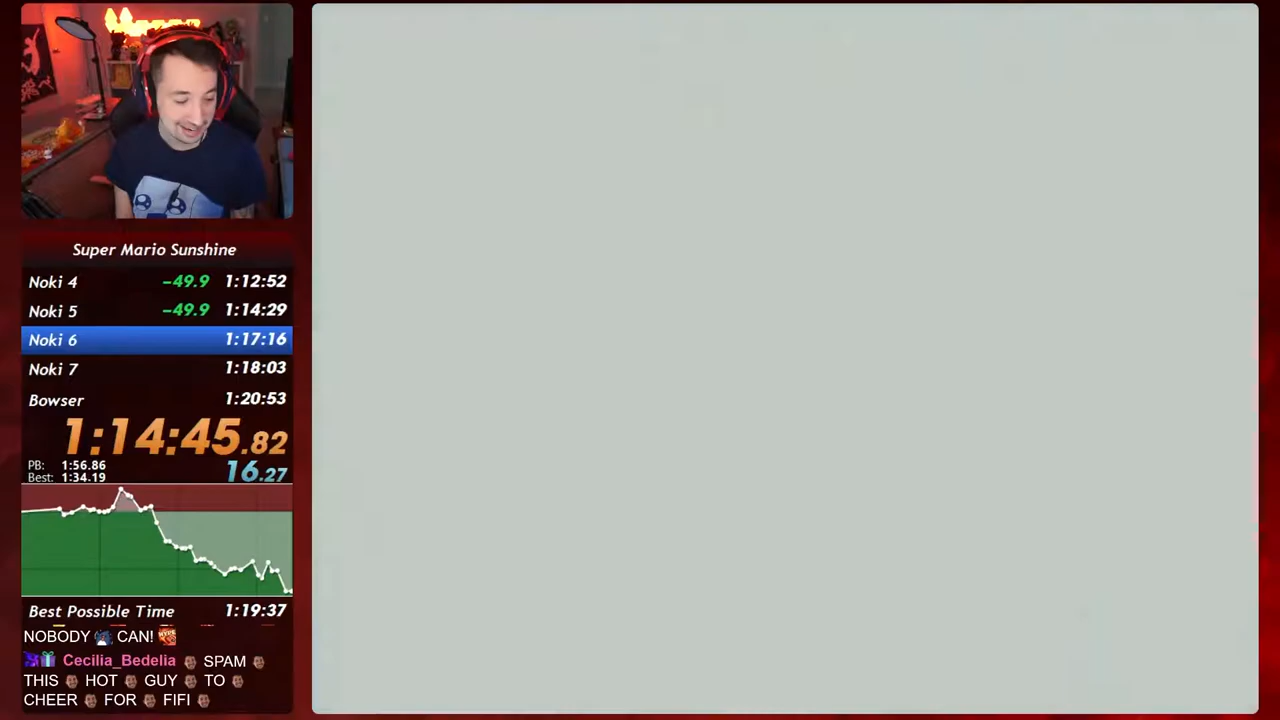 Super Mario Sunshine
Noki 4 -49.9 1:12:52
Noki 5 -49.9 1:14:29
Noki 6 1:17:16
Noki 7 1:18:03
Bowser 1:20:53
1:14:45.82
PB: 1:56.86
Best: 1:34.19
16.27
Best Possible Time 1:19:37
NOBODY CAN!
Cecilia_Bedelia SPAM
THIS HOT GUY TO
CHEER FOR FIFI